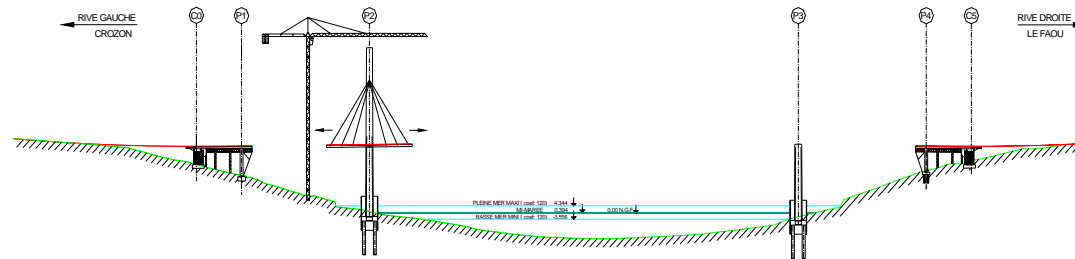 RIVE GAUCHE
CROZON
C0
P1
P2
P3
P4
C5
RIVE DROITE
LE FAOU
PLEINE MER MAXI ( coef: 120) 4.344
MI-MAREE 0.394 0.00 N.G.F.
BASSE MER MINI ( coef: 120) -3.556